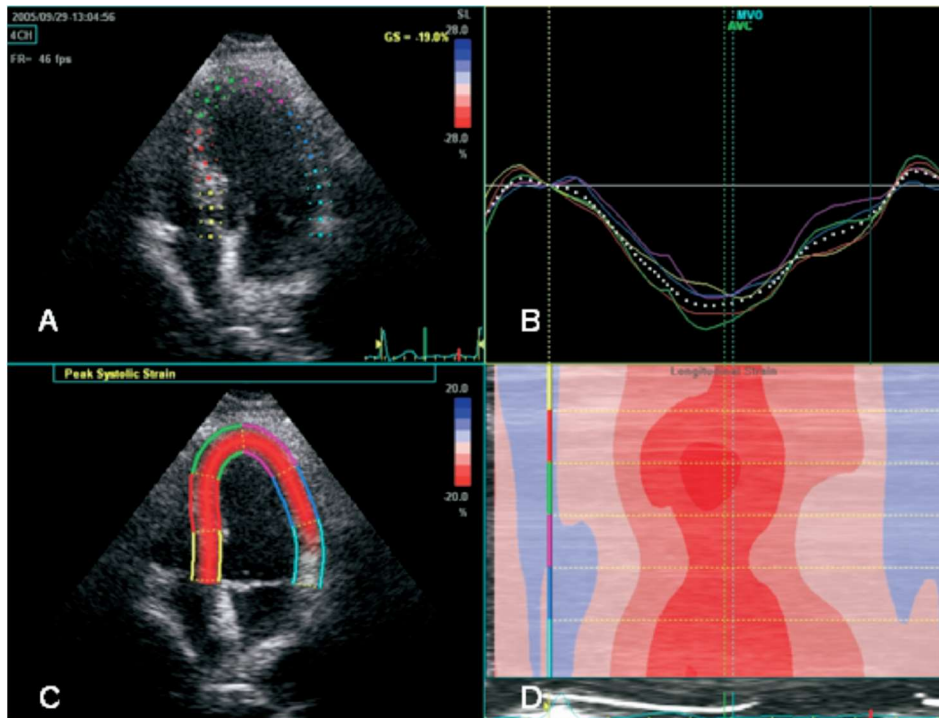 2005/09/29-13:04:56
SL
4CH
GS = -19.0%
28.0
FR= 46 fps
-28.0
%
A
MVO
AVC
B
Peak Systolic Strain
20.0
-20.0
%
C
Longitudinal Strain
D